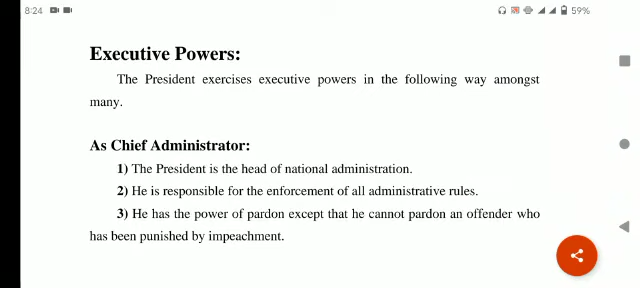 8:24
59%
Executive Powers:
The President exercises executive powers in the following way amongst
many.
As Chief Administrator:
1) The President is the head of national administration.
2) He is responsible for the enforcement of all administrative rules.
3) He has the power of pardon except that he cannot pardon an offender who
has been punished by impeachment.